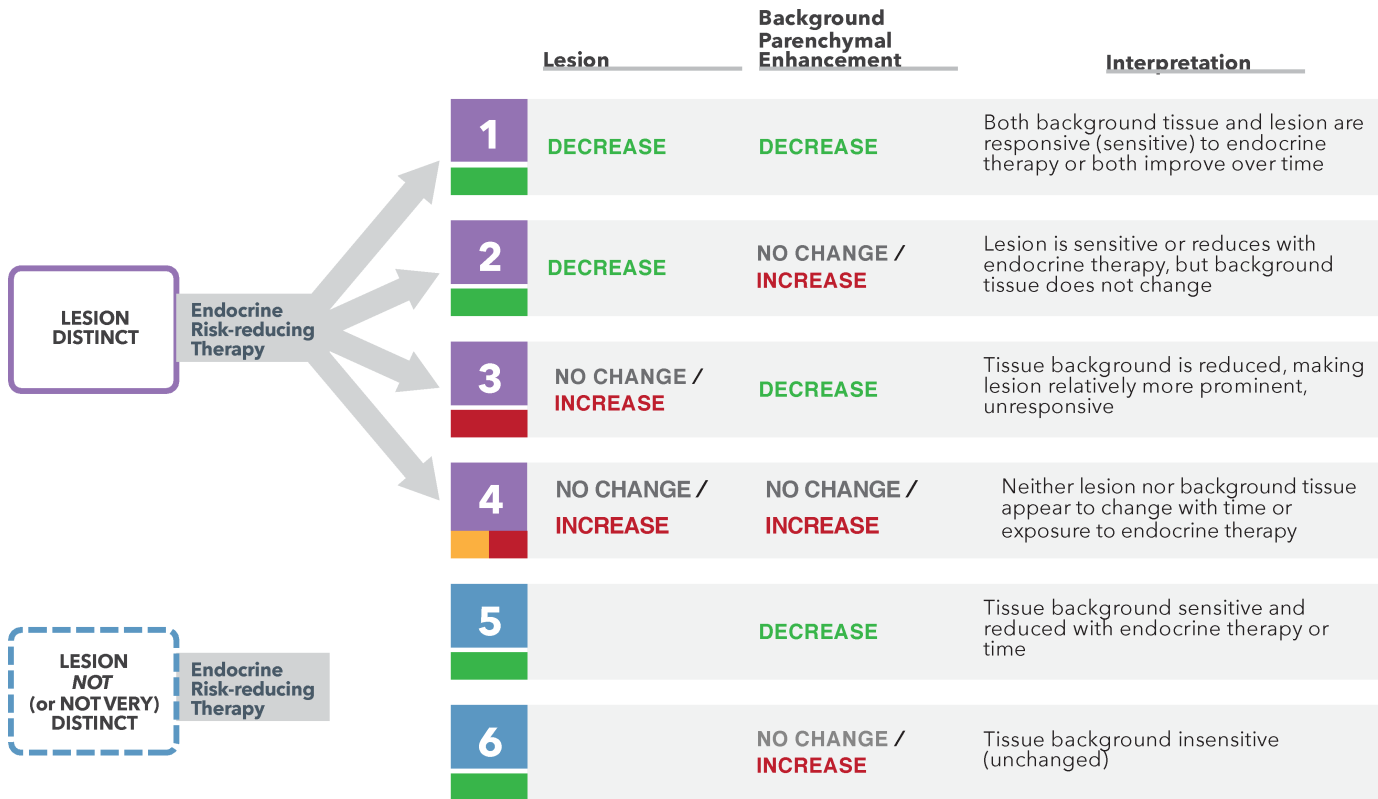 Background
Parenchymal
Enhancement
Lesion
Interpretation
LESION
DISTINCT
Endocrine
Risk-reducing
Therapy
1
DECREASE
DECREASE
Both background tissue and lesion are
responsive (sensitive) to endocrine
therapy or both improve over time
2
DECREASE
NO CHANGE /
INCREASE
Lesion is sensitive or reduces with
endocrine therapy, but background
tissue does not change
3
NO CHANGE /
INCREASE
DECREASE
Tissue background is reduced, making
lesion relatively more prominent,
unresponsive
4
NO CHANGE /
INCREASE
NO CHANGE /
INCREASE
Neither lesion nor background tissue
appear to change with time or
exposure to endocrine therapy
LESION
NOT
(or NOT VERY)
DISTINCT
Endocrine
Risk-reducing
Therapy
5
DECREASE
Tissue background sensitive and
reduced with endocrine therapy or
time
6
NO CHANGE /
INCREASE
Tissue background insensitive
(unchanged)